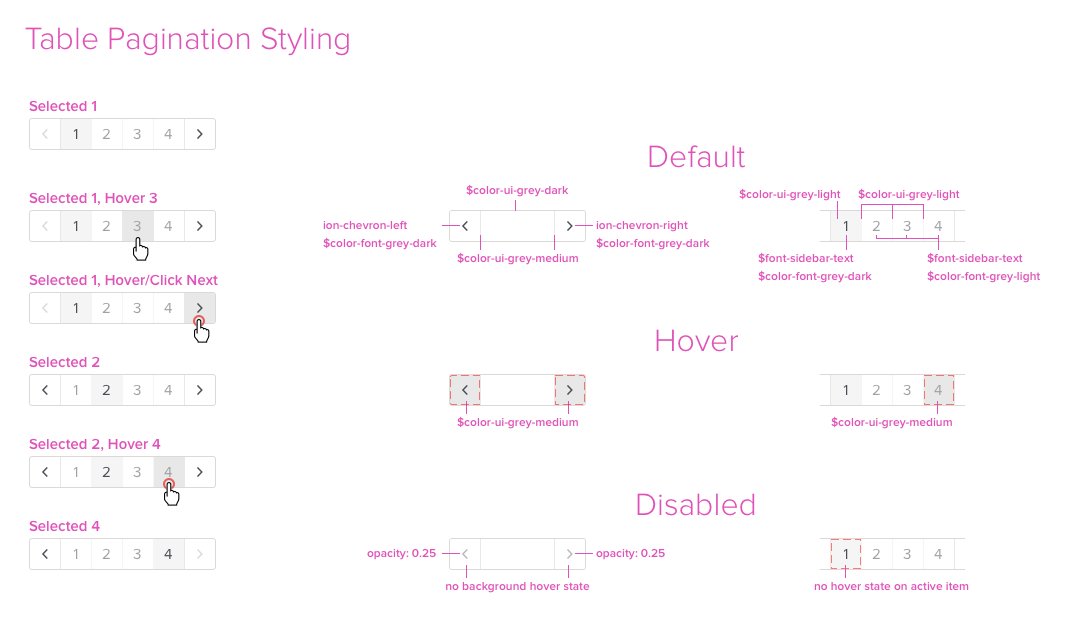 Table Pagination Styling
Selected 1
1 2 3 4
Selected 1, Hover 3
1 2 3 4
Selected 1, Hover/Click Next
1 2 3 4
Selected 2
1 2 3 4
Selected 2, Hover 4
1 2 3 4
Selected 4
1 2 3 4
Default
$color-ui-grey-dark
ion-chevron-left
$color-font-grey-dark
ion-chevron-right
$color-font-grey-dark
$color-ui-grey-medium
$color-ui-grey-light
$color-ui-grey-light
1 2 3 4
$font-sidebar-text
$color-font-grey-dark
$font-sidebar-text
$color-font-grey-light
Hover
$color-ui-grey-medium
1 2 3 4
$color-ui-grey-medium
Disabled
opacity: 0.25
opacity: 0.25
no background hover state
1 2 3 4
no hover state on active item